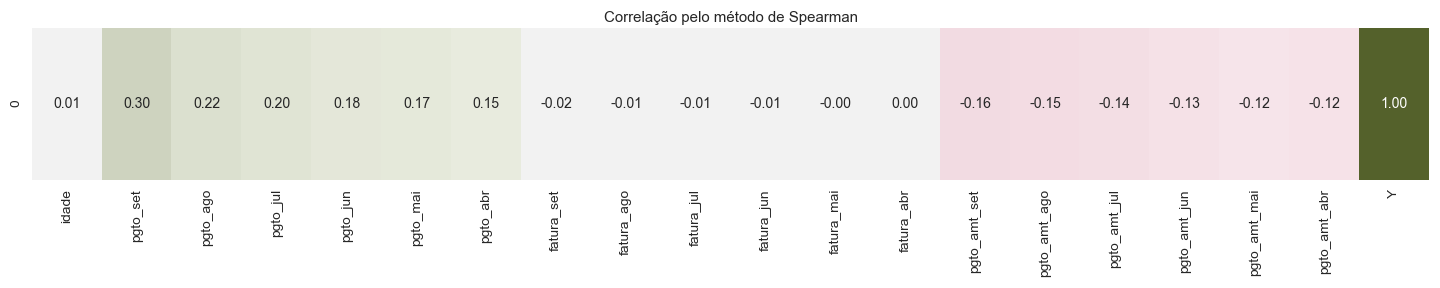 Correlação pelo método de Spearman
0
0.01 0.30 0.22 0.20 0.18 0.17 0.15 -0.02 -0.01 -0.01 -0.01 -0.00 0.00 -0.16 -0.15 -0.14 -0.13 -0.12 -0.12 1.00
idade
pgto_set
pgto_ago
pgto_jul
pgto_jun
pgto_mai
pgto_abr
fatura_set
fatura_ago
fatura_jul
fatura_jun
fatura_mai
fatura_abr
pgto_amt_set
pgto_amt_ago
pgto_amt_jul
pgto_amt_jun
pgto_amt_mai
pgto_amt_abr
Y